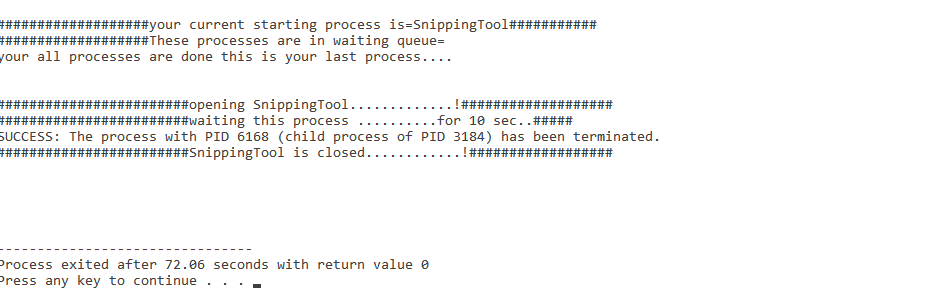 ###################your current starting process is=SnippingTool###########
###################These processes are in waiting queue=
your all processes are done this is your last process....
########################opening SnippingTool.............!###################
########################waiting this process ..........for 10 sec..#####
SUCCESS: The process with PID 6168 (child process of PID 3184) has been terminated.
########################SnippingTool is closed............!##################
--------------------------------
Process exited after 72.06 seconds with return value 0
Press any key to continue . . .